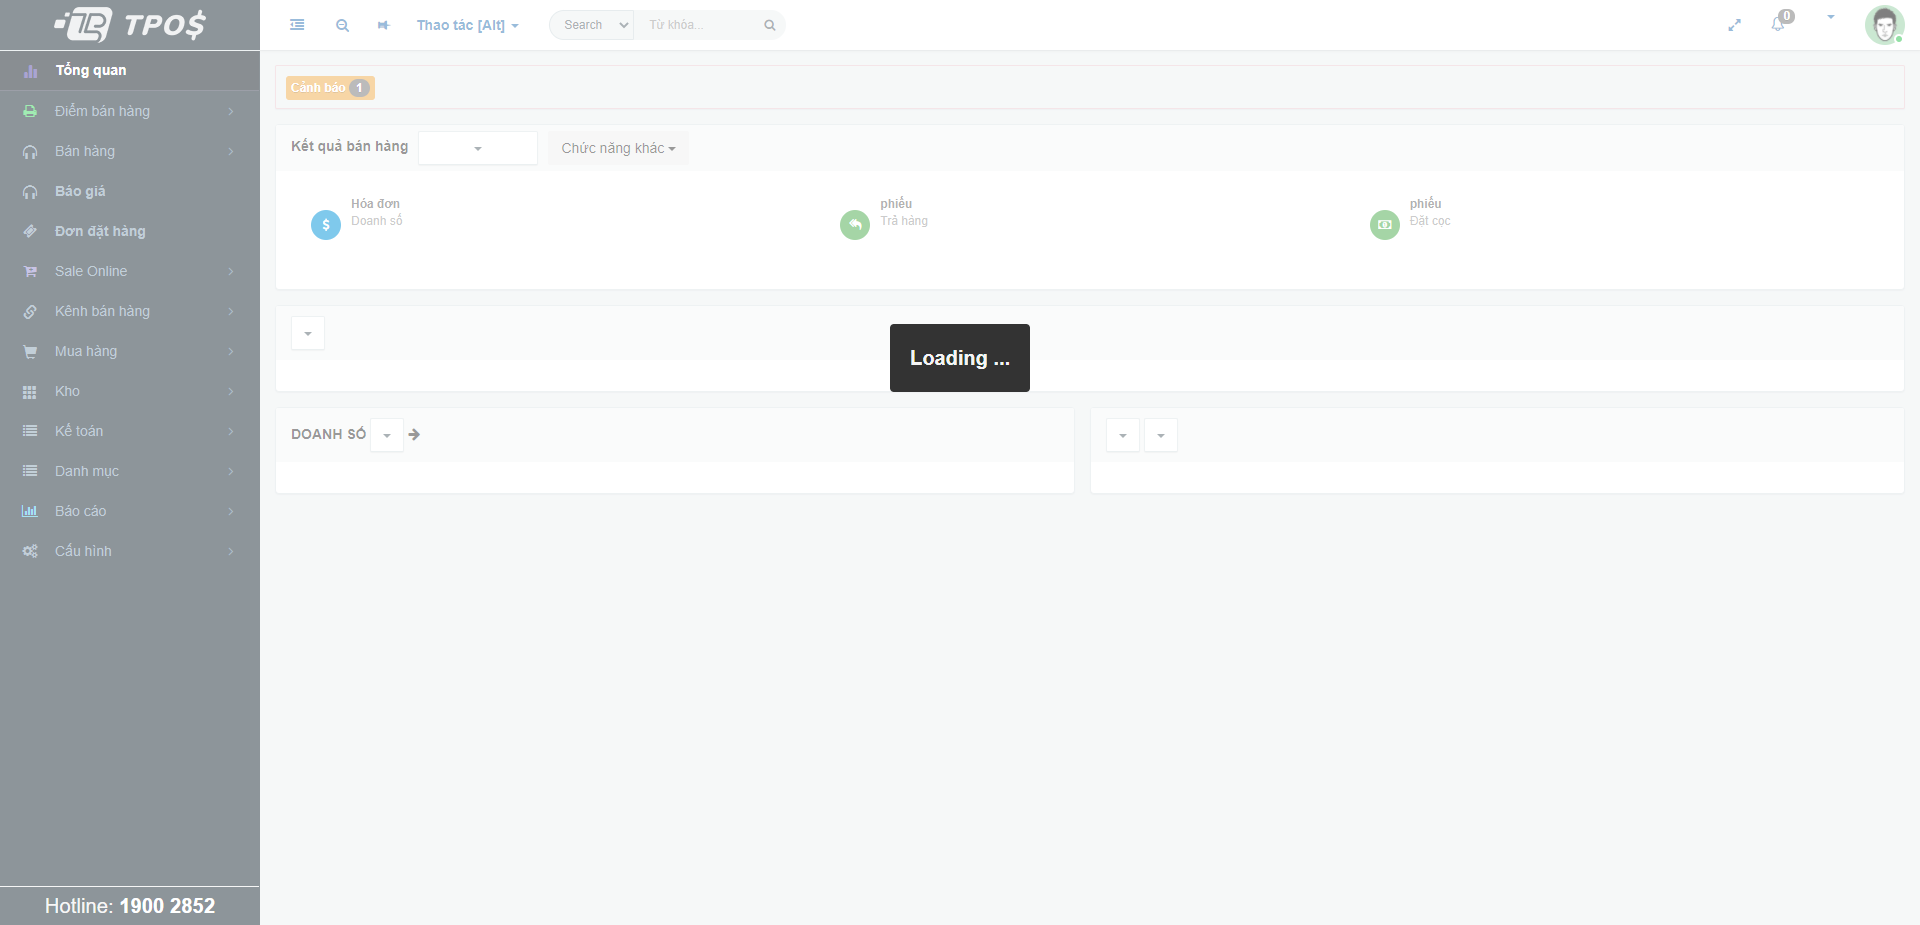 TPO$
Thao tác [Alt]
Search
Từ khóa...
0
Tổng quan
Điểm bán hàng
Bán hàng
Báo giá
Đơn đặt hàng
Sale Online
Kênh bán hàng
Mua hàng
Kho
Kế toán
Danh mục
Báo cáo
Cấu hình
Hotline: 1900 2852
Cảnh báo 1
Kết quả bán hàng
Chức năng khác
Hóa đơn
Doanh số
phiếu
Trả hàng
phiếu
Đặt cọc
Loading ...
DOANH SỐ